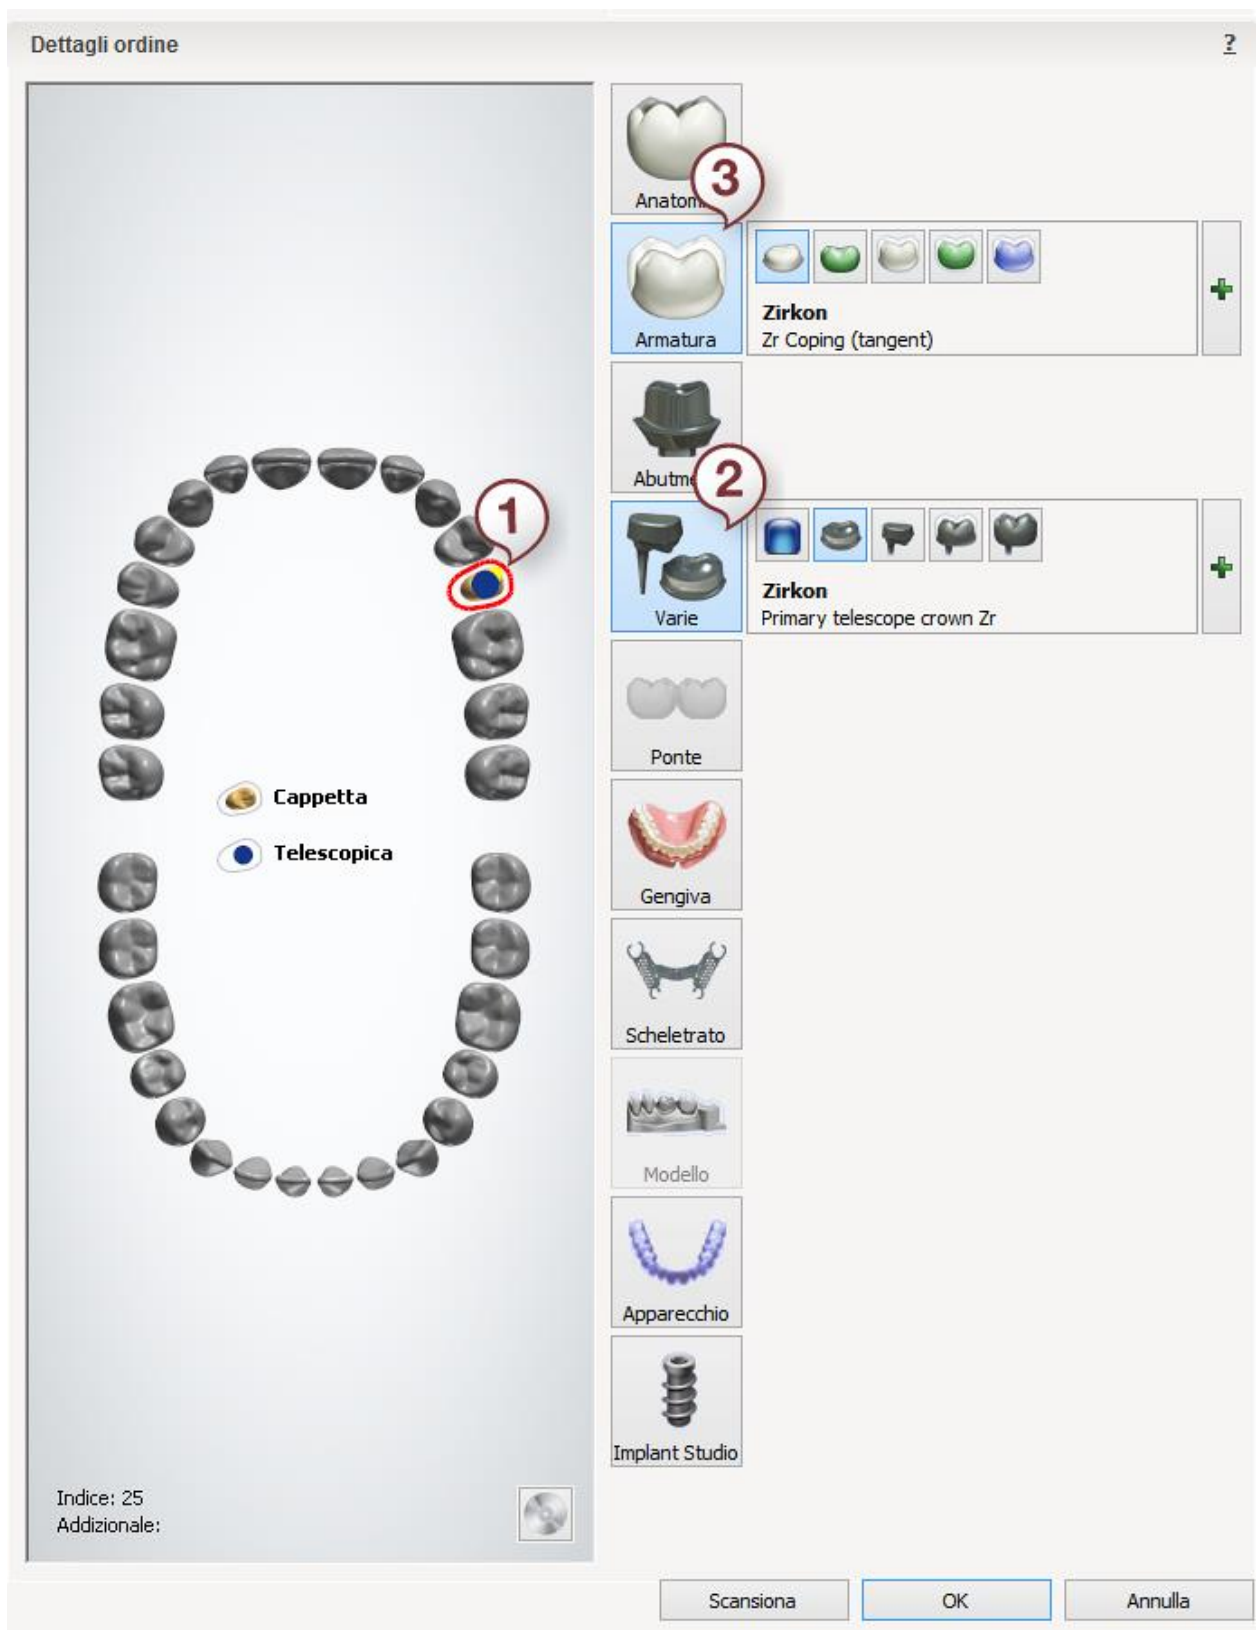 Dettagli ordine
?
3
Armatura
Zirkon
Zr Coping (tangent)
2
1
Varie
Zirkon
Primary telescope crown Zr
Ponte
Cappetta
Telescopica
Gengiva
Scheletrato
Modello
Apparecchio
Implant Studio
Indice: 25
Addizionale:
Scansiona
OK
Annulla